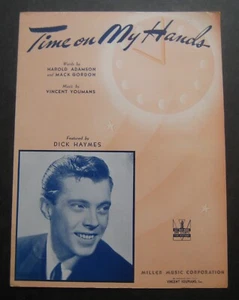 Time on My Hands
Words by
HAROLD ADAMSON
and MACK GORDON
Music by
VINCENT YOUMANS
Featured by
DICK HAYMES
MILLER MUSIC CORPORATION